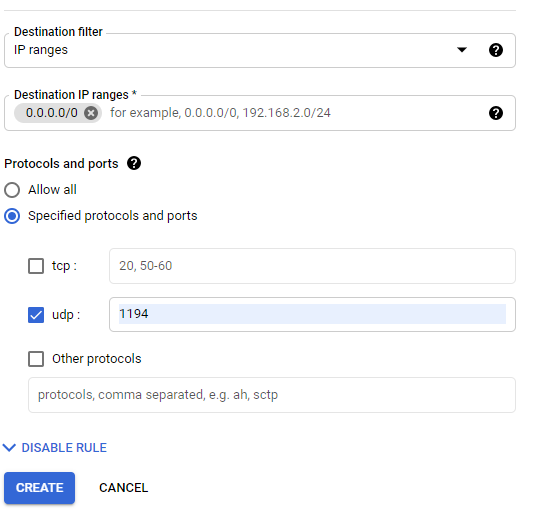 Destination filter
IP ranges
Destination IP ranges *
0.0.0.0/0 for example, 0.0.0.0/0, 192.168.2.0/24
Protocols and ports
Allow all
Specified protocols and ports
tcp : 20, 50-60
udp : 1194
Other protocols
protocols, comma separated, e.g. ah, sctp
DISABLE RULE
CREATE CANCEL